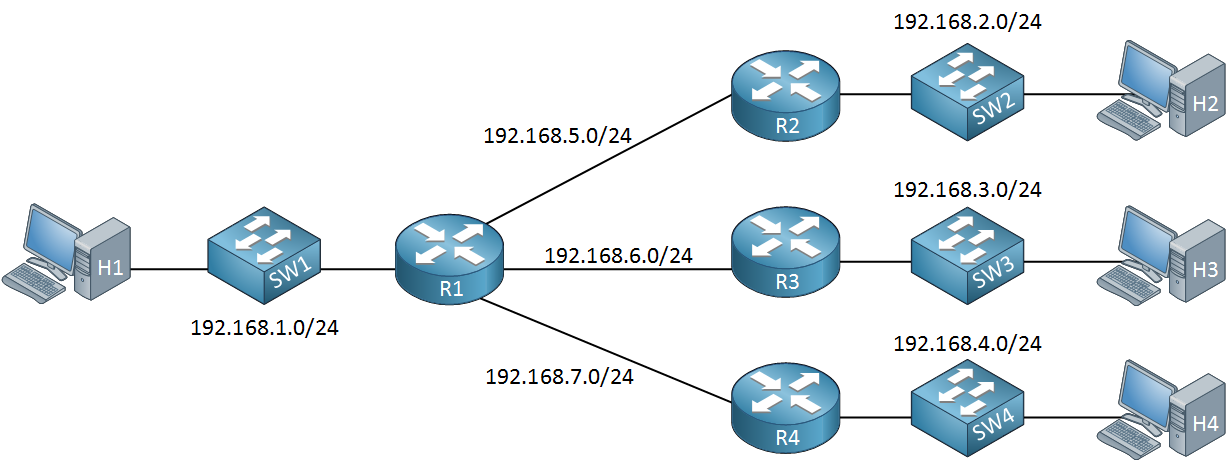 192.168.2.0/24
R2
SW2
H2
192.168.5.0/24
192.168.3.0/24
H1
SW1
R1
192.168.6.0/24
R3
SW3
H3
192.168.1.0/24
192.168.4.0/24
192.168.7.0/24
R4
SW4
H4